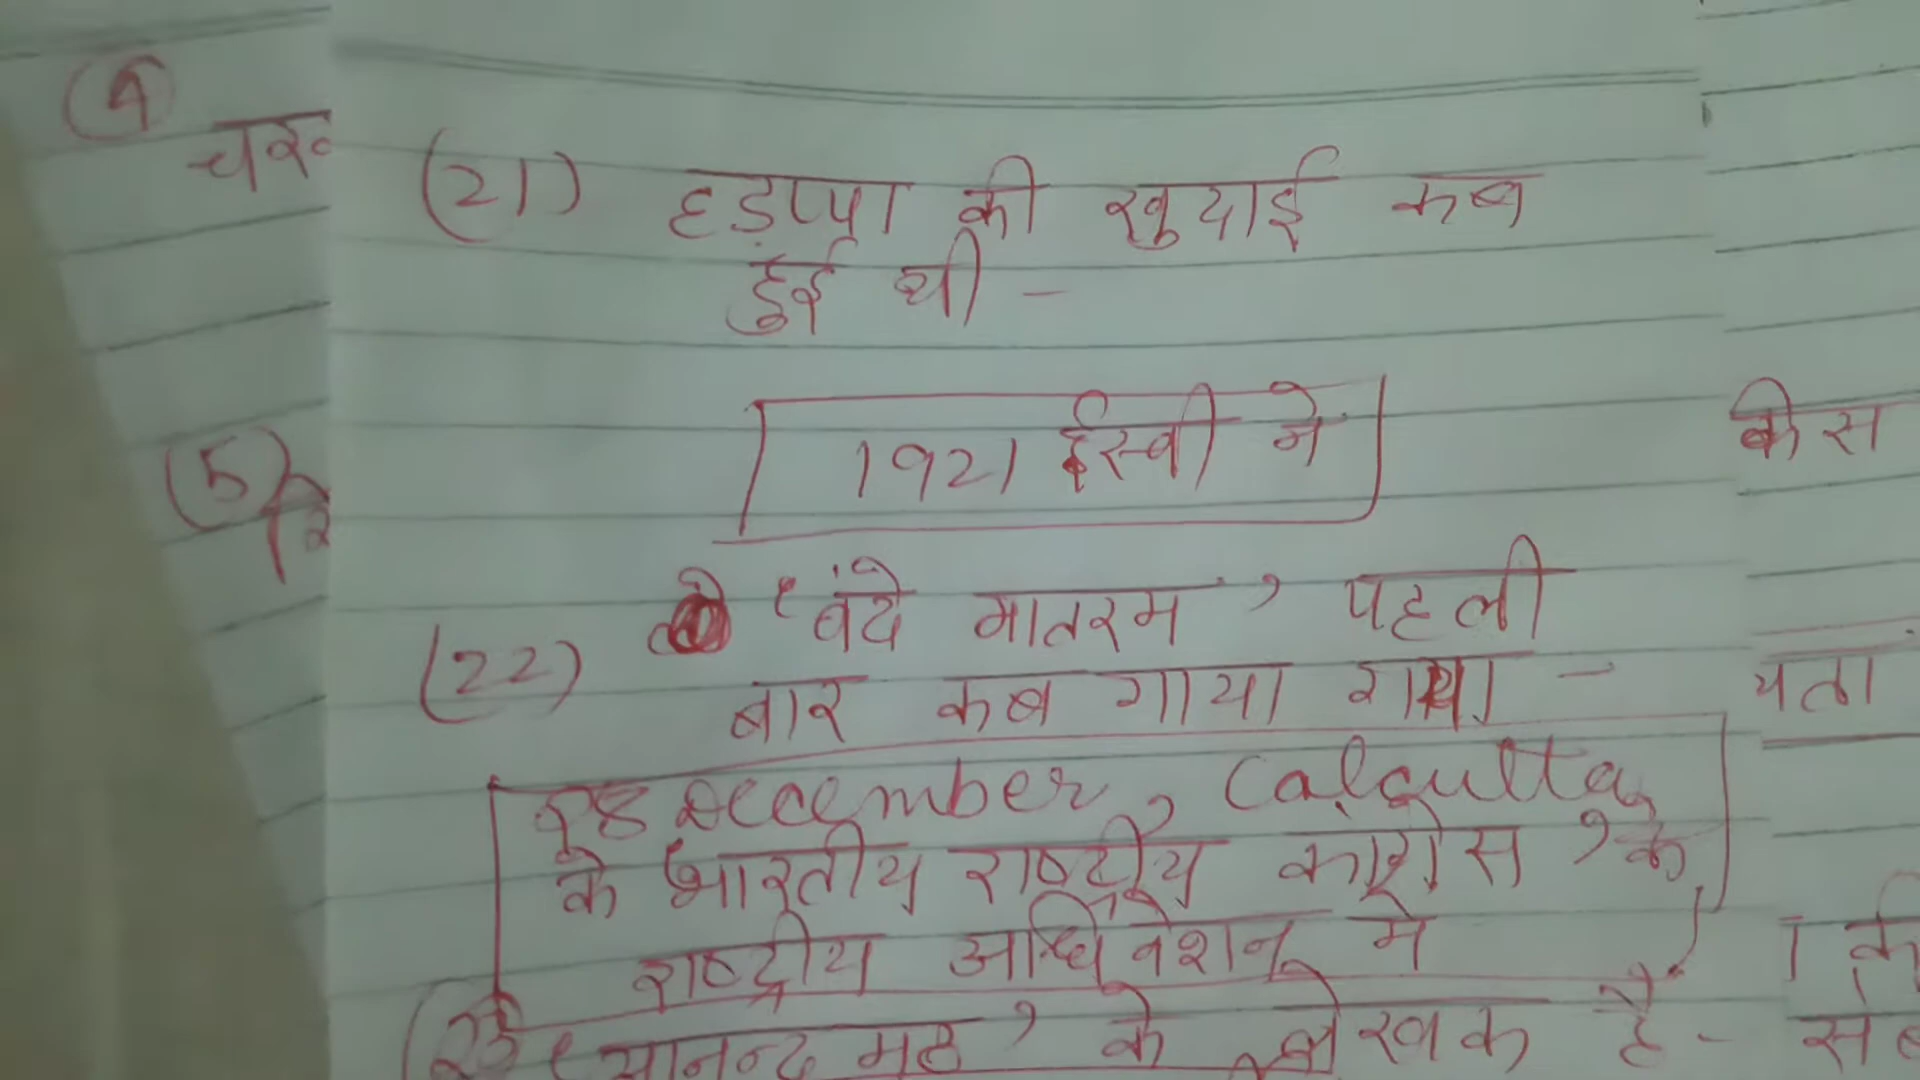 (4)
(21) हड़प्पा की खुदाई कब
हुई थी -
1921 ईस्वी मे
(5)
केस
'वंदे मातरम' पहली
(22)
बार कब गाया गया -
यता
28 December, Calcutta
के भारतीय राष्ट्रीय कांग्रेस' के
राष्ट्रीय अधिवेशन मे
(23) 'आनन्द मठ' के लेखक है -